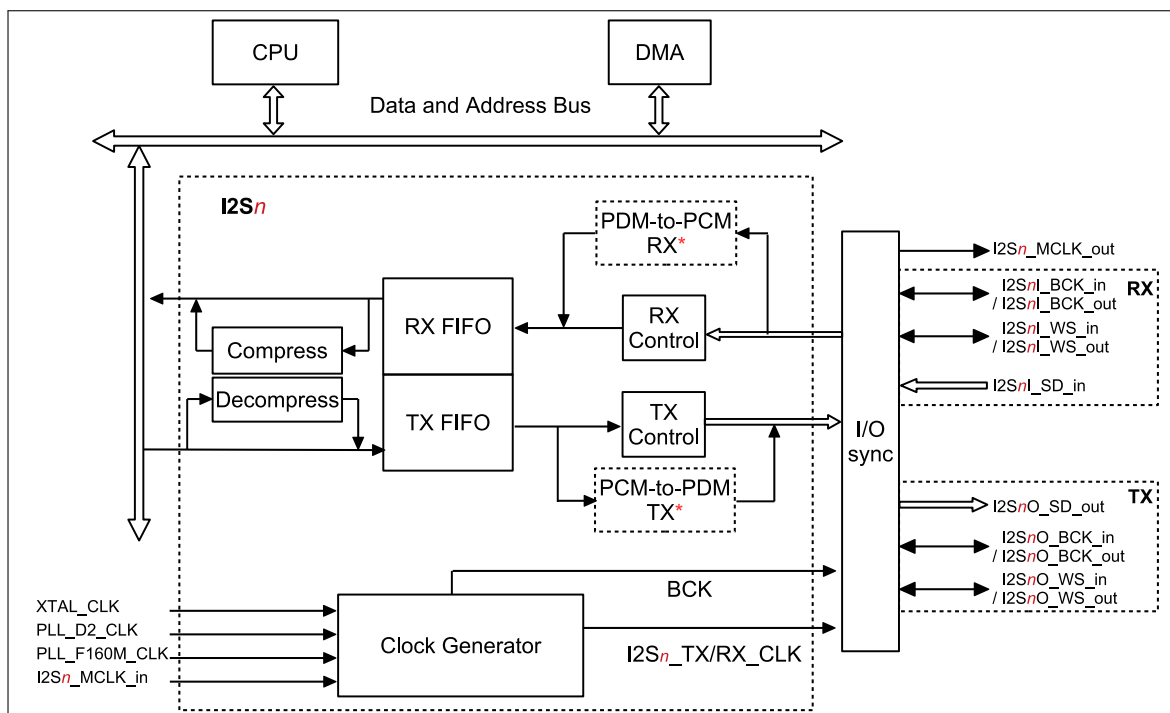 CPU
DMA
Data and Address Bus
I2Sn
PDM-to-PCM
RX*
I2Sn_MCLK_out
RX
I2SnI_BCK_in
/ I2SnI_BCK_out
RX FIFO
RX
Control
I2SnI_WS_in
/ I2SnI_WS_out
Compress
I2SnI_SD_in
Decompress
TX FIFO
TX
Control
I/O
sync
PCM-to-PDM
TX*
TX
I2SnO_SD_out
I2SnO_BCK_in
/ I2SnO_BCK_out
BCK
I2SnO_WS_in
/ I2SnO_WS_out
XTAL_CLK
PLL_D2_CLK
PLL_F160M_CLK
I2Sn_MCLK_in
Clock Generator
I2Sn_TX/RX_CLK